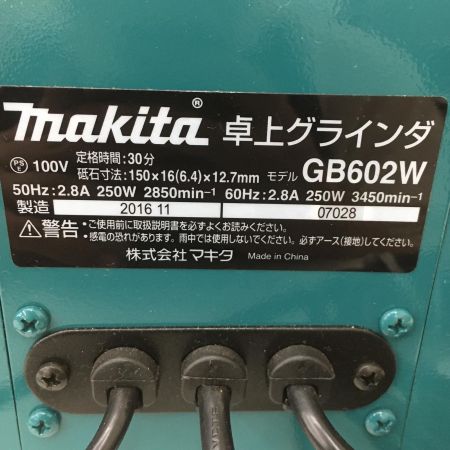 makita® 卓上グラインダ
PSE 100V 定格時間:30分
砥石寸法:150×16(6.4)×12.7mm モデル GB602W
50Hz:2.8A 250W 2850min⁻¹ 60Hz:2.8A 250W 3450min⁻¹
製造 2016 11 07028
⚠警告 ・ご使用前に取扱説明書を必ずよくお読みください。
・感電の恐れがあります。雨中では使用しないでください。必ずアース(接地)してください。
株式会社マキタ Made in China